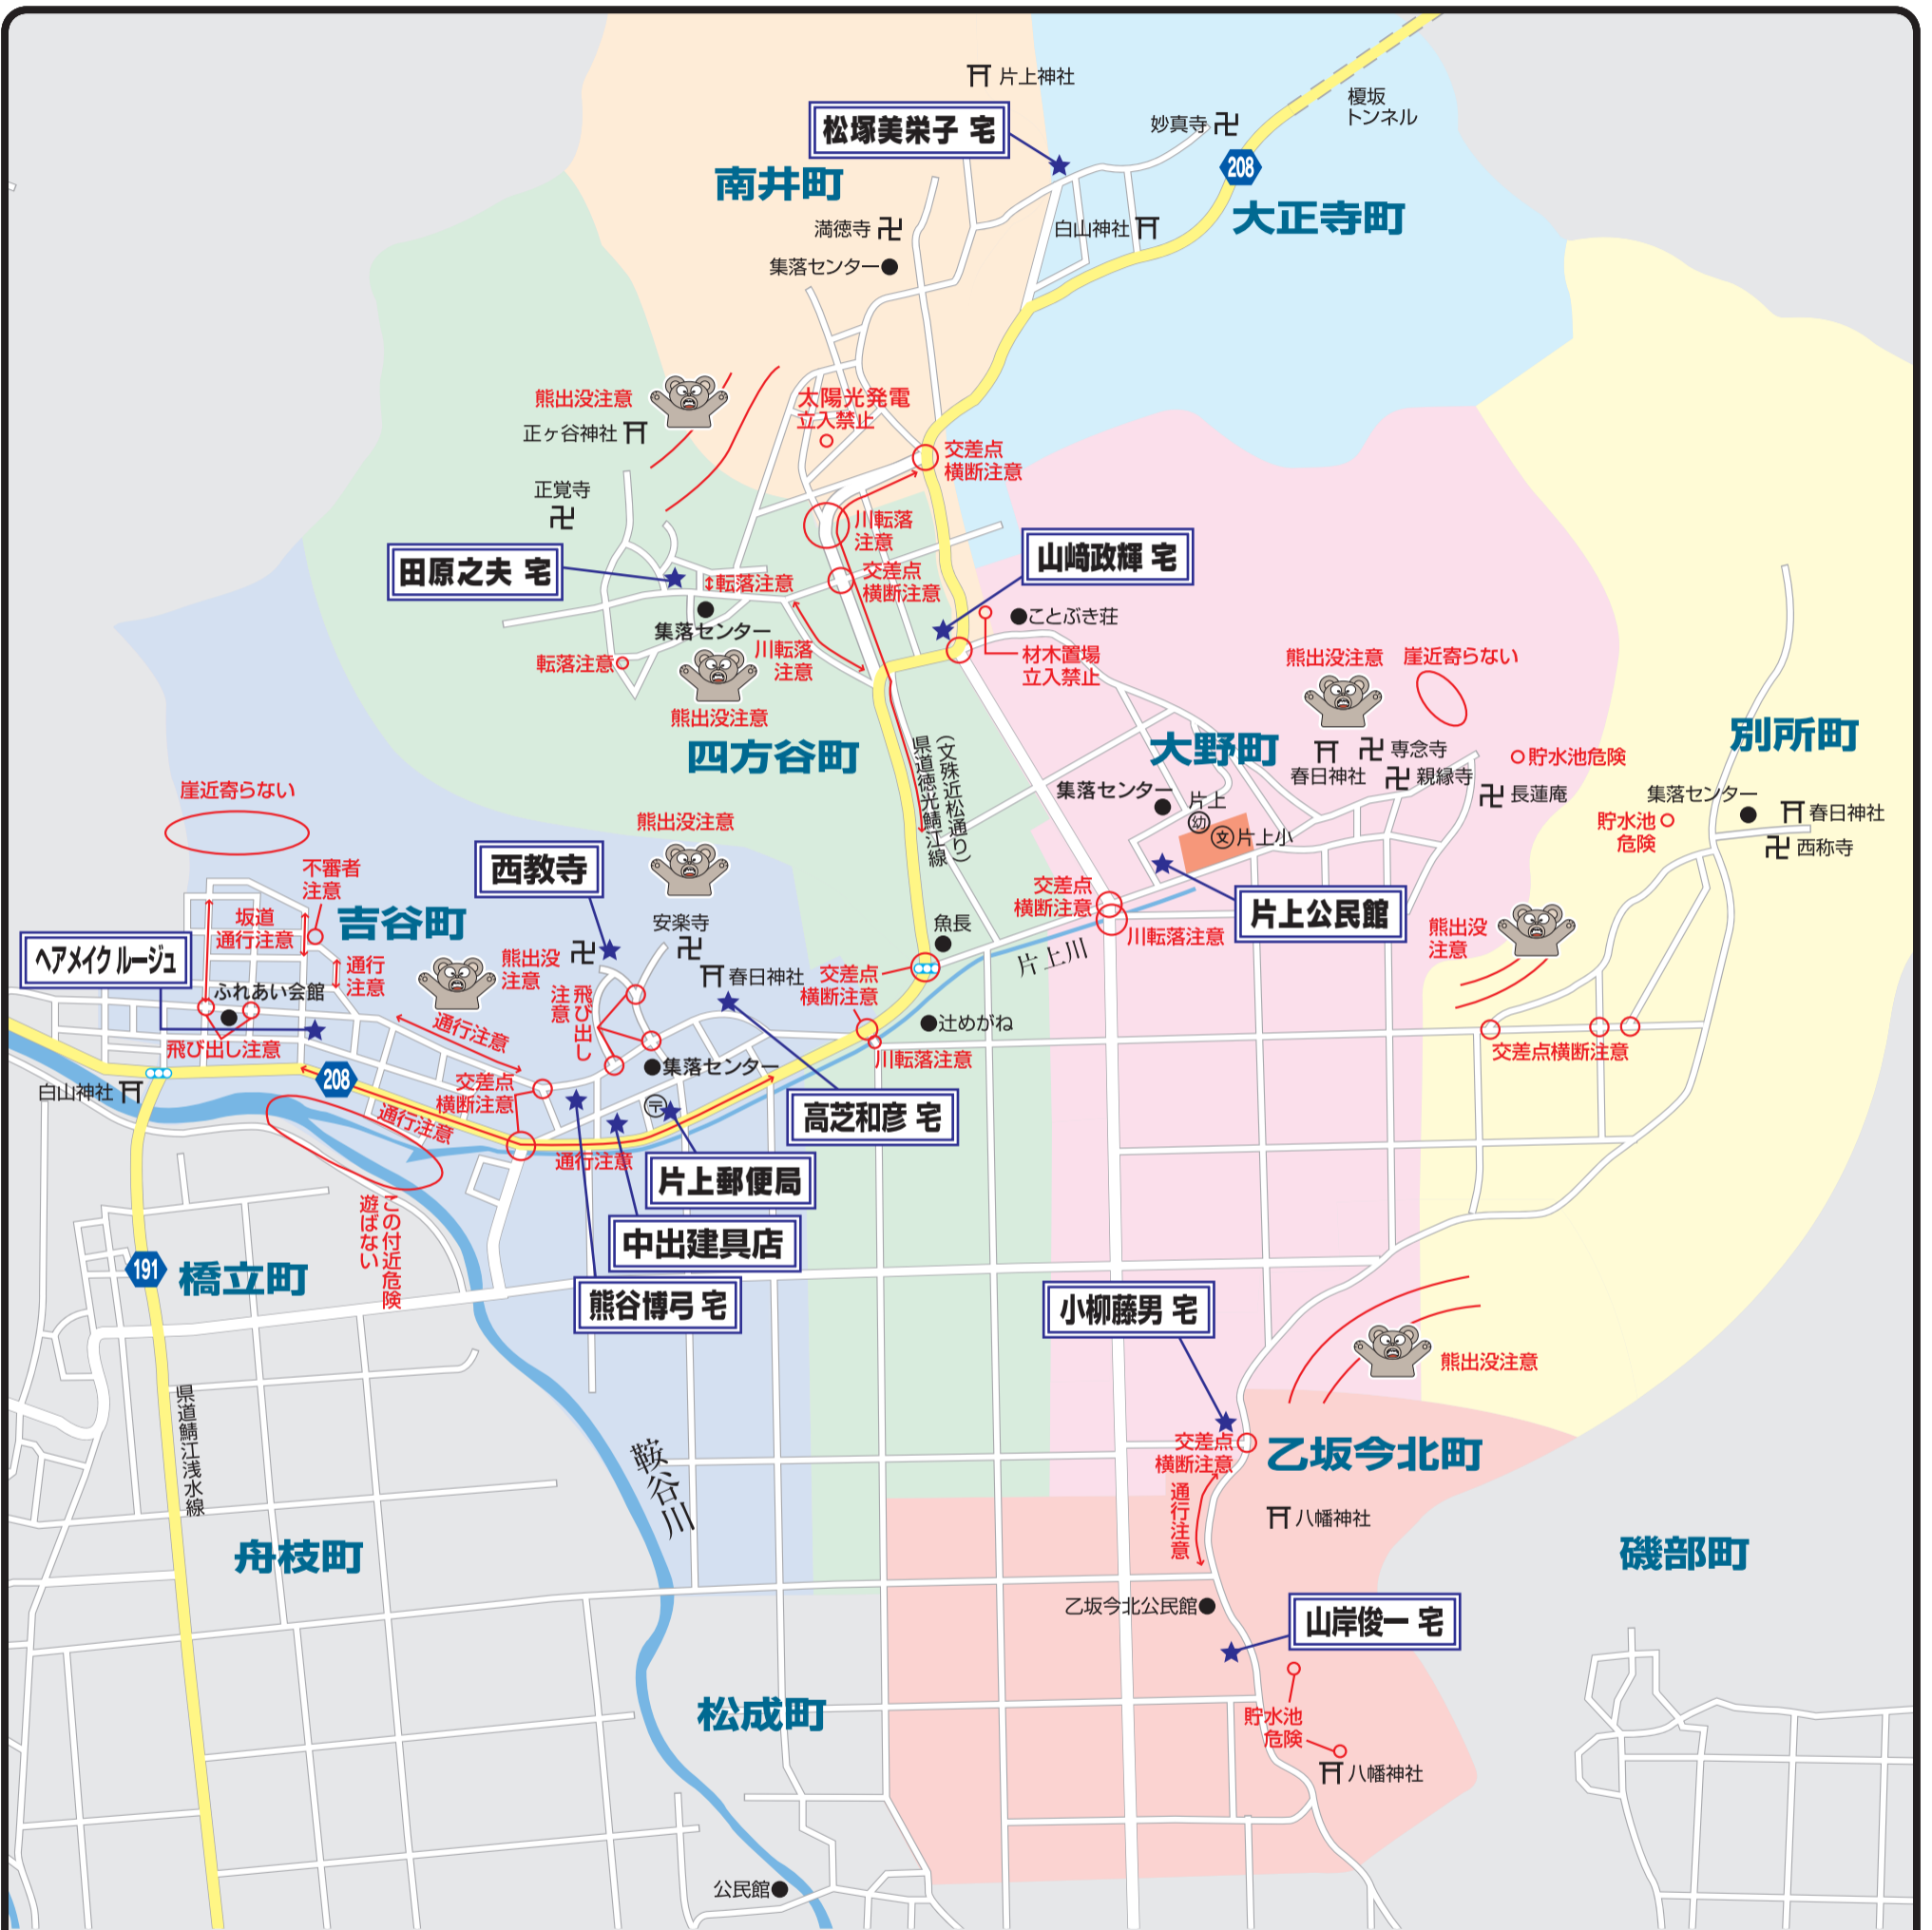 片上神社
榎坂
トンネル
妙真寺
松塚美栄子 宅
208
南井町
大正寺町
満徳寺
白山神社
集落センター
熊出没注意
太陽光発電
立入禁止
正ヶ谷神社
交差点
横断注意
正覚寺
川転落
注意
山﨑政輝 宅
田原之夫 宅
転落注意
交差点
横断注意
ことぶき荘
集落センター
川転落
注意
転落注意
材木置場
立入禁止
熊出没注意
崖近寄らない
熊出没注意
四方谷町
県道徳光鯖江線
(文殊近松通り)
大野町
専念寺
春日神社
親縁寺
長蓮庵
貯水池危険
別所町
集落センター
春日神社
貯水池
危険
西称寺
集落センター
片上
幼
文
片上小
崖近寄らない
熊出没注意
不審者
注意
西教寺
坂道
通行注意
吉谷町
交差点
横断注意
片上公民館
熊出没
注意
ヘアメイク ルージュ
通行
注意
熊出没
注意
安楽寺
魚長
川転落注意
片上川
春日神社
交差点
横断注意
ふれあい会館
飛び出し
注意
通行注意
辻めがね
飛び出し注意
集落センター
川転落注意
交差点横断注意
208
白山神社
交差点
横断注意
通行注意
〒
高芝和彦 宅
通行注意
片上郵便局
この付近危険
遊ばない
中出建具店
191
橋立町
熊谷博弓 宅
小柳藤男 宅
熊出没注意
県道鯖江浅水線
鞍谷川
交差点
横断注意
乙坂今北町
通行注意
八幡神社
舟枝町
磯部町
乙坂今北公民館
山岸俊一 宅
松成町
貯水池
危険
八幡神社
公民館